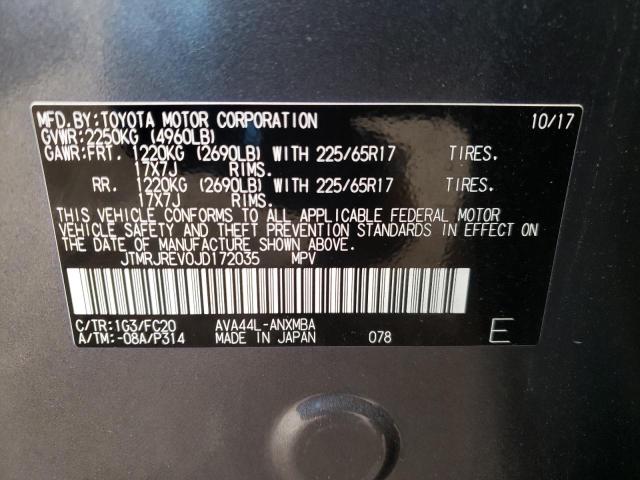 MFD.BY:TOYOTA MOTOR CORPORATION 10/17
GVWR:2250KG (4960LB)
GAWR:FRT. 1220KG (2690LB) WITH 225/65R17 TIRES.
17X7J RIMS.
RR. 1220KG (2690LB) WITH 225/65R17 TIRES.
17X7J RIMS.
THIS VEHICLE CONFORMS TO ALL APPLICABLE FEDERAL MOTOR
VEHICLE SAFETY AND THEFT PREVENTION STANDARDS IN EFFECT
ON THE DATE OF MANUFACTURE SHOWN ABOVE.
JTMRJREV0JD172035 MPV
C/TR:1G3/FC20 AVA44L-ANXMBA
A/TM:-08A/P314 MADE IN JAPAN 078 E